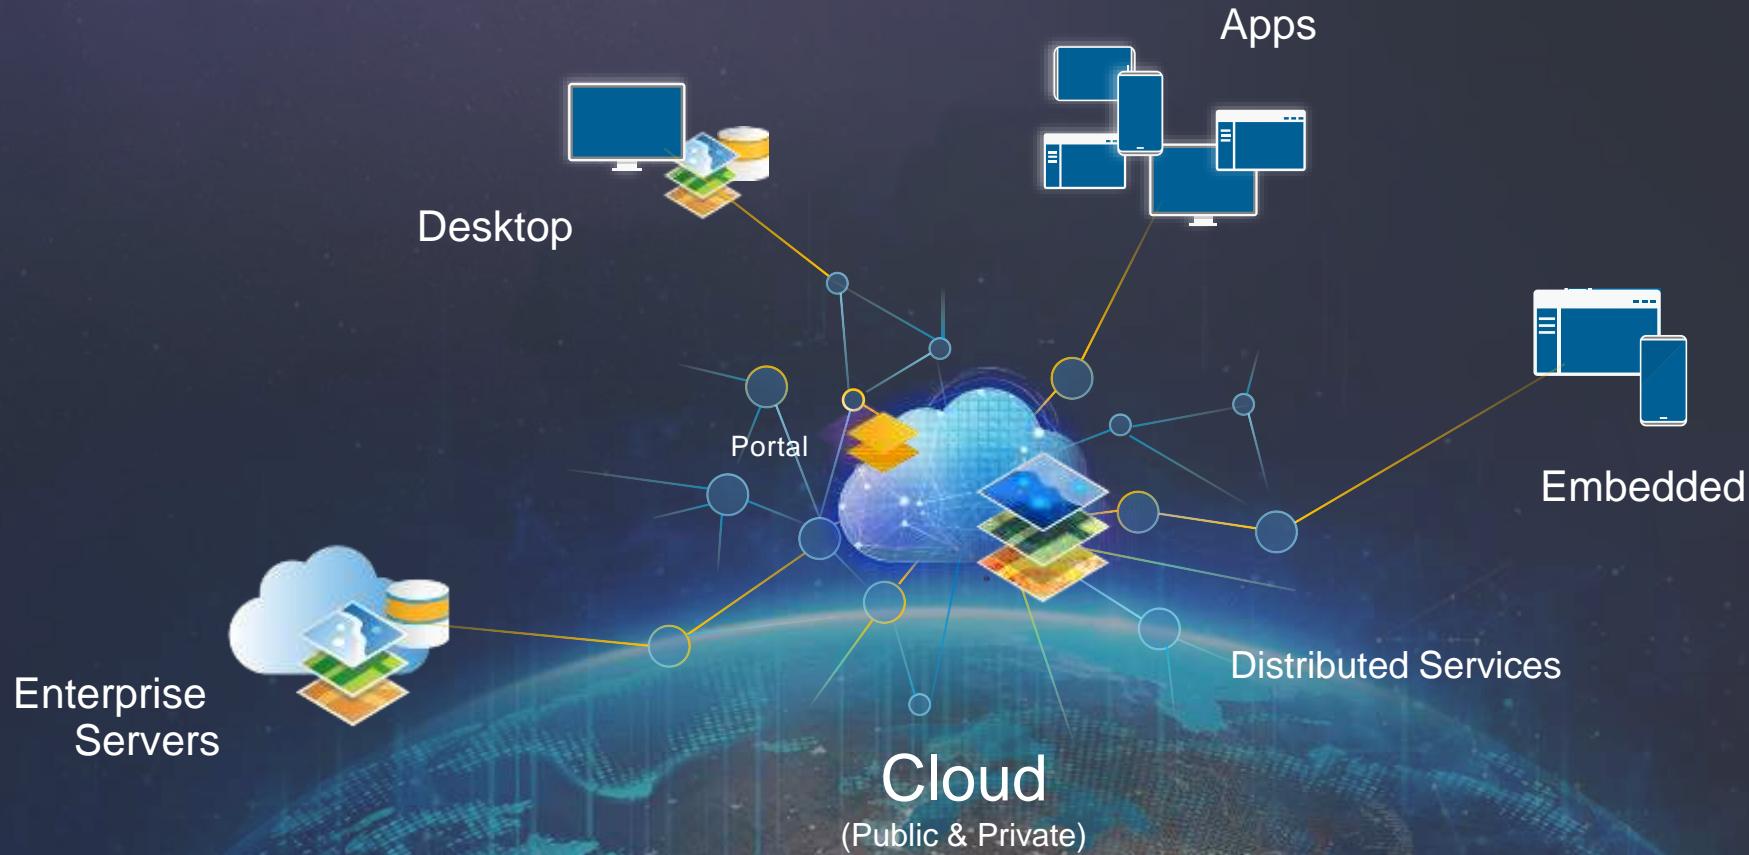 Apps
Desktop
Portal
Embedded
Enterprise
Servers
Distributed Services
Cloud
(Public & Private)